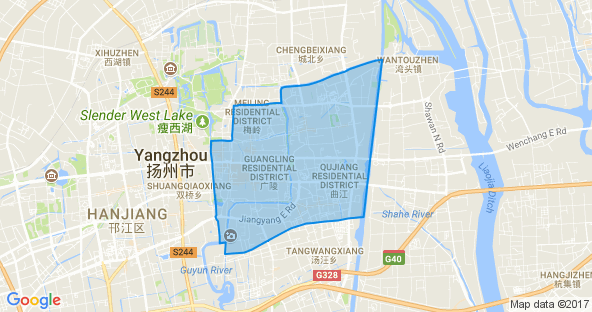 CHENGBEIXIANG
城北乡
XIHUZHEN
西湖镇
WANTOUZHEN
湾头镇
S244
MEILING
RESIDENTIAL
DISTRICT
梅岭
Slender West Lake
瘦西湖
Shawan N Rd
Wenchang E Rd
Yangzhou
扬州市
GUANGLING
RESIDENTIAL
DISTRICT
广陵
QUJIANG
RESIDENTIAL
DISTRICT
曲江
Liaojia Ditch
SHUANGQIAOXIANG
双桥乡
HANJIANG
邗江区
Jiangyang E Rd
Shahe River
S244
TANGWANGXIANG
汤汪乡
G40
Guyun River
G328
HANGJIZHEN
杭集镇
Google
Map data ©2017